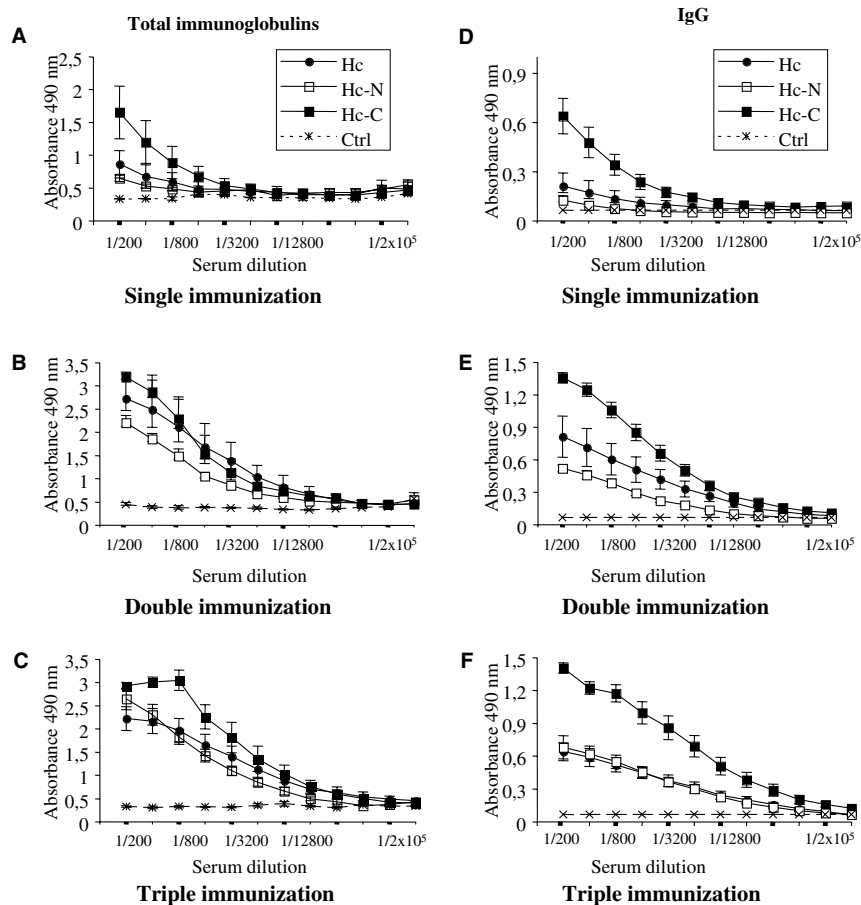 Total immunoglobulins
A
2,5
2
1,5
1
0,5
0
Absorbance 490 nm
Hc
Hc-N
Hc-C
Ctrl
1/200 1/800 1/3200 1/12800 1/2x10⁵
Serum dilution
Single immunization
IgG
D
0,9
0,6
0,3
0
Absorbance 490 nm
Hc
Hc-N
Hc-C
Ctrl
1/200 1/800 1/3200 1/12800 1/2x10⁵
Serum dilution
Single immunization
B
3,5
3
2,5
2
1,5
1
0,5
0
Absorbance 490 nm
1/200 1/800 1/3200 1/12800 1/2x10⁵
Serum dilution
Double immunization
E
1,5
1,2
0,9
0,6
0,3
0
Absorbance 490 nm
1/200 1/800 1/3200 1/12800 1/2x10⁵
Serum dilution
Double immunization
C
3,5
3
2,5
2
1,5
1
0,5
0
Absorbance 490 nm
1/200 1/800 1/3200 1/12800 1/2x10⁵
Serum dilution
Triple immunization
F
1,5
1,2
0,9
0,6
0,3
0
Absorbance 490 nm
1/200 1/800 1/3200 1/12800 1/2x10⁵
Serum dilution
Triple immunization